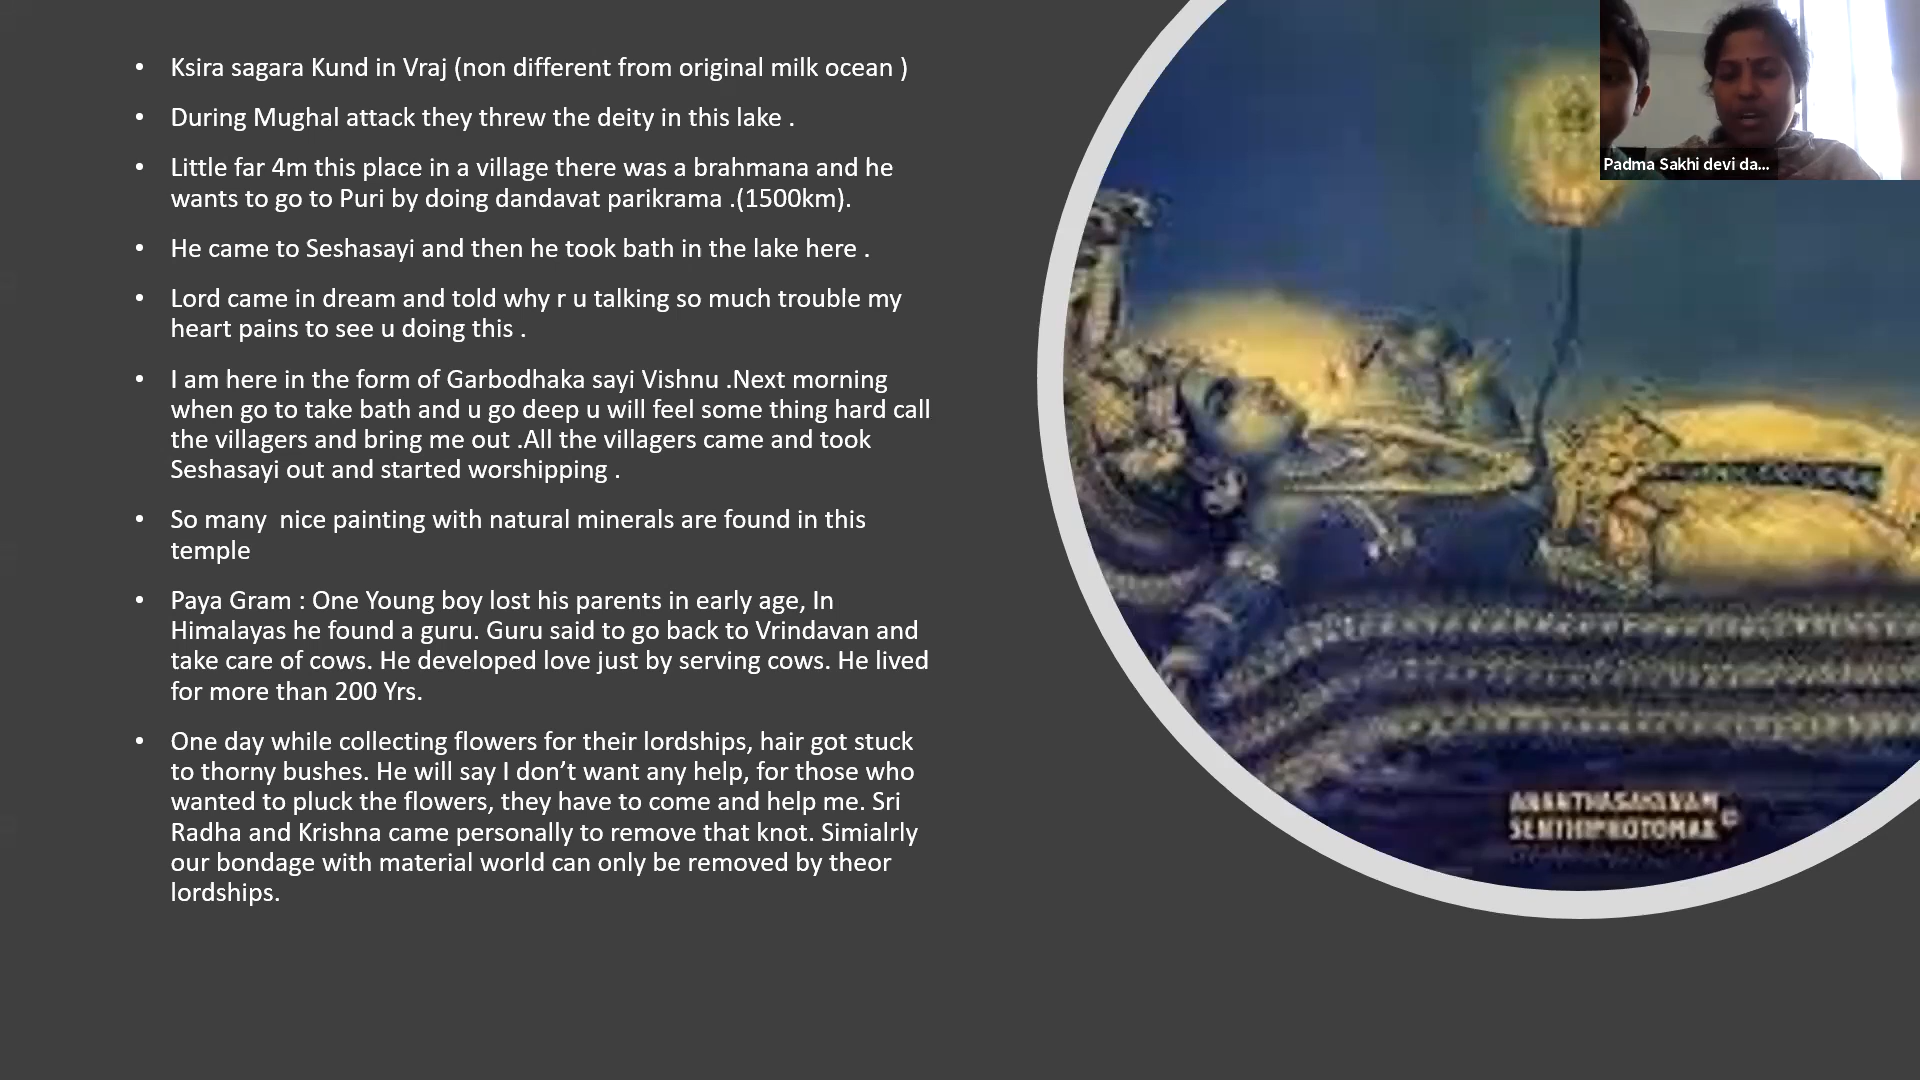 • Ksira sagara Kund in Vraj (non different from original milk ocean )
• During Mughal attack they threw the deity in this lake .
• Little far 4m this place in a village there was a brahmana and he
wants to go to Puri by doing dandavat parikrama .(1500km).
• He came to Seshasayi and then he took bath in the lake here .
• Lord came in dream and told why r u talking so much trouble my
heart pains to see u doing this .
• I am here in the form of Garbodhaka sayi Vishnu .Next morning
when go to take bath and u go deep u will feel some thing hard call
the villagers and bring me out .All the villagers came and took
Seshasayi out and started worshipping .
• So many  nice painting with natural minerals are found in this
temple
• Paya Gram : One Young boy lost his parents in early age, In
Himalayas he found a guru. Guru said to go back to Vrindavan and
take care of cows. He developed love just by serving cows. He lived
for more than 200 Yrs.
• One day while collecting flowers for their lordships, hair got stuck
to thorny bushes. He will say I don’t want any help, for those who
wanted to pluck the flowers, they have to come and help me. Sri
Radha and Krishna came personally to remove that knot. Simialrly
our bondage with material world can only be removed by theor
lordships.
Padma Sakhi devi da...